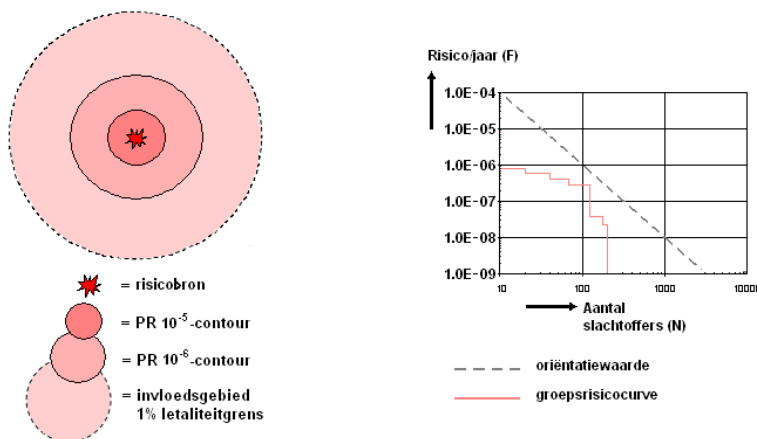 = risicobron
= PR 10⁻⁵-contour
= PR 10⁻⁶-contour
= invloedsgebied
1% letaliteitgrens
Risico/jaar (F)
1.0E-04
1.0E-05
1.0E-06
1.0E-07
1.0E-08
1.0E-09
10 100 1000 10000
Aantal
slachtoffers (N)
oriëntatiewaarde
groepsrisicocurve